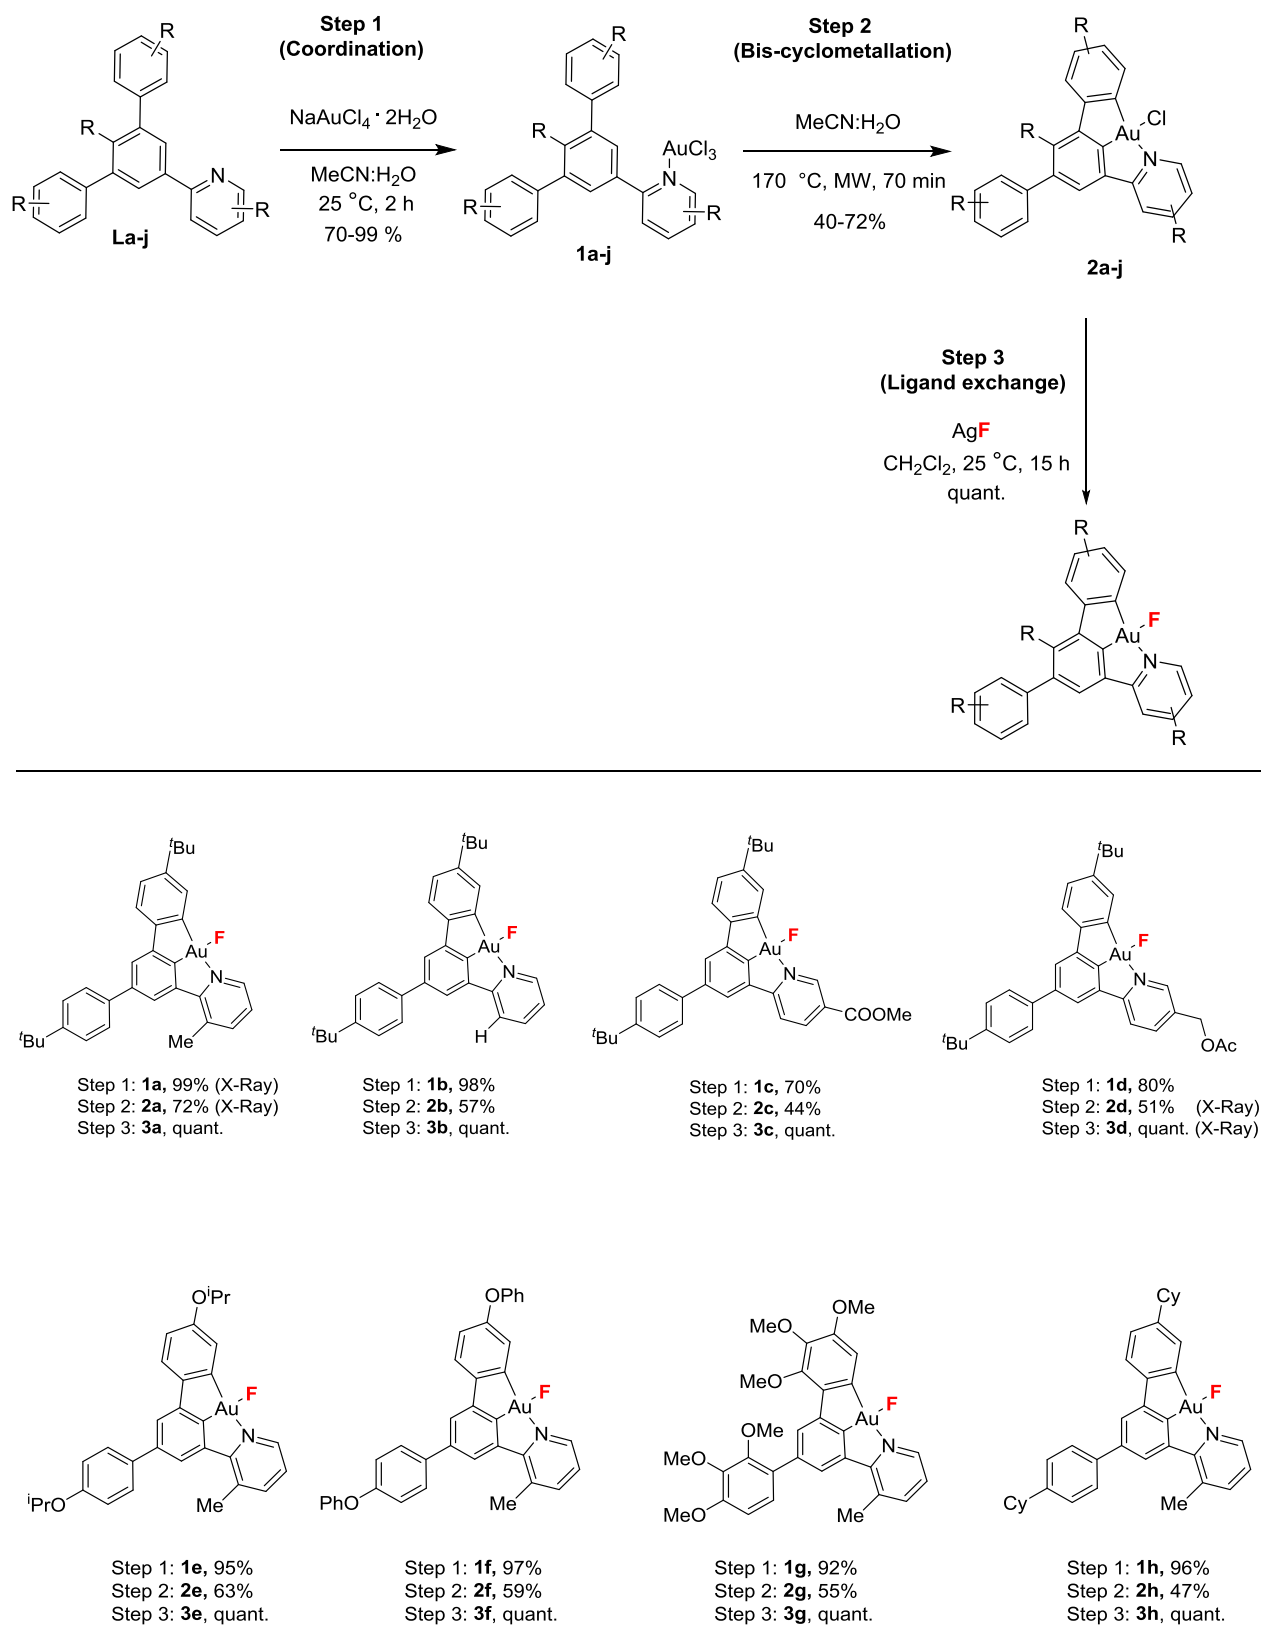 Step 1
(Coordination)
NaAuCl4 · 2H2O
MeCN:H2O
25 °C, 2 h
70-99 %
R
R
R
N
R
La-j
R
R
R
AuCl3
N
R
1a-j
Step 2
(Bis-cyclometallation)
MeCN:H2O
170 °C, MW, 70 min
40-72%
R
R
R
Au
Cl
N
R
2a-j
Step 3
(Ligand exchange)
AgF
CH2Cl2, 25 °C, 15 h
quant.
R
R
R
Au
F
N
R
tBu
F
Au
N
tBu
Me
Step 1: 1a, 99% (X-Ray)
Step 2: 2a, 72% (X-Ray)
Step 3: 3a, quant.
tBu
F
Au
N
tBu
H
Step 1: 1b, 98%
Step 2: 2b, 57%
Step 3: 3b, quant.
tBu
F
Au
N
COOMe
tBu
Step 1: 1c, 70%
Step 2: 2c, 44%
Step 3: 3c, quant.
tBu
F
Au
N
tBu
OAc
Step 1: 1d, 80%
Step 2: 2d, 51% (X-Ray)
Step 3: 3d, quant. (X-Ray)
OiPr
F
Au
N
iPrO
Me
Step 1: 1e, 95%
Step 2: 2e, 63%
Step 3: 3e, quant.
OPh
F
Au
N
PhO
Me
Step 1: 1f, 97%
Step 2: 2f, 59%
Step 3: 3f, quant.
OMe
MeO
MeO
F
Au
OMe
N
MeO
MeO
Me
Step 1: 1g, 92%
Step 2: 2g, 55%
Step 3: 3g, quant.
Cy
F
Au
N
Cy
Me
Step 1: 1h, 96%
Step 2: 2h, 47%
Step 3: 3h, quant.